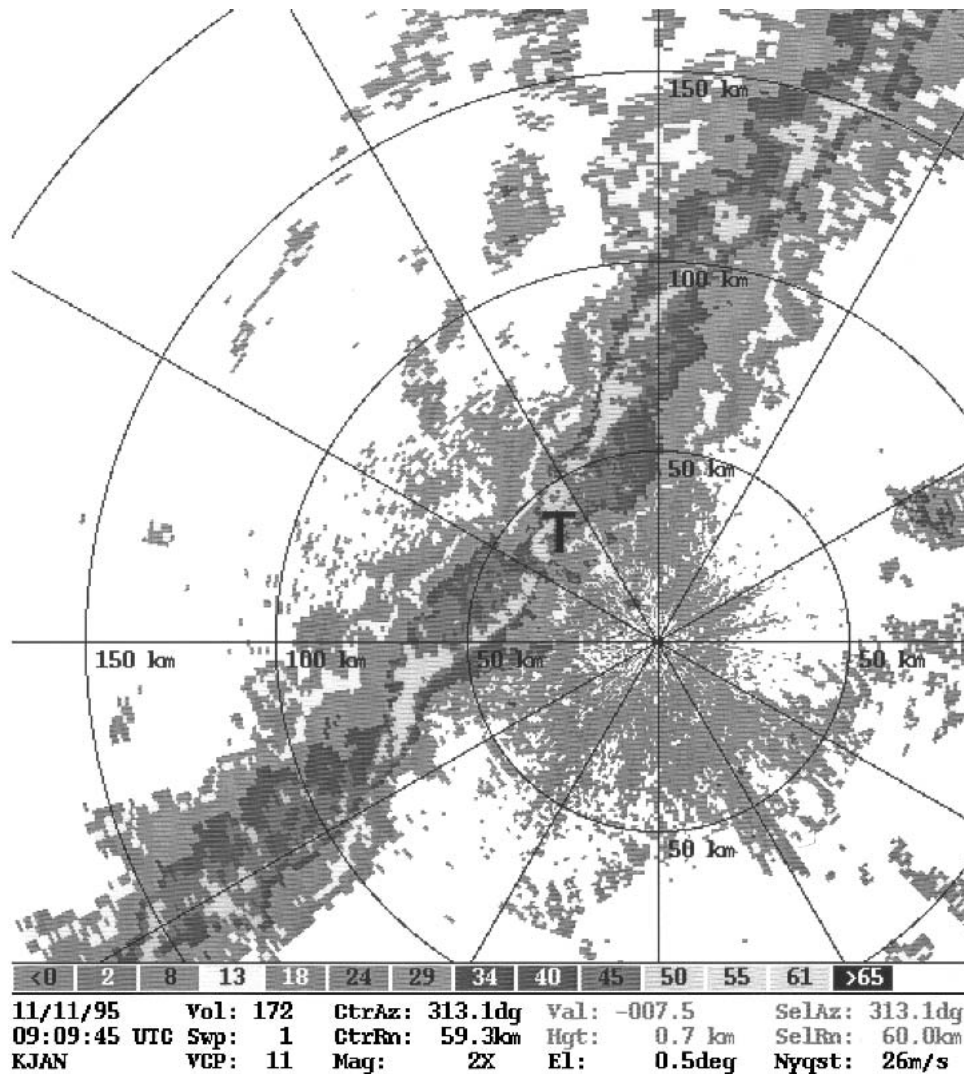 150 km
100 km
50 km
T
150 km 100 km 50 km 50 km
50 km
<0 2 8 13 18 24 29 34 40 45 50 55 61 >65
11/11/95 Vol: 172 CtrAz: 313.1dg Val: -007.5 SelAz: 313.1dg
09:09:45 UTC Swp: 1 CtrRn: 59.3km Hgt: 0.7 km SelRn: 60.0km
KJAN VCP: 11 Mag: 2X El: 0.5deg Nyqst: 26m/s